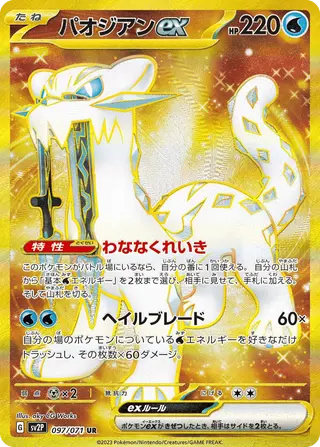 たね パオジアンex HP220
特性 わななくれいき
このポケモンがバトル場にいるなら、自分の番に1回使える。自分の山札
から「基本エネルギー」を2枚まで選び、相手に見せて、手札に加える。
そして山札を切る。
ヘイルブレード 60×
自分の場のポケモンについているエネルギーを好きなだけ
トラッシュし、その枚数×60ダメージ。
弱点 ×2 抵抗力 にげる
exルール
ポケモンexがきぜつしたとき、相手はサイドを2枚とる。
Illus. aky CG Works
G SV2P 097/071 UR
©2023 Pokémon/Nintendo/Creatures/GAME FREAK.